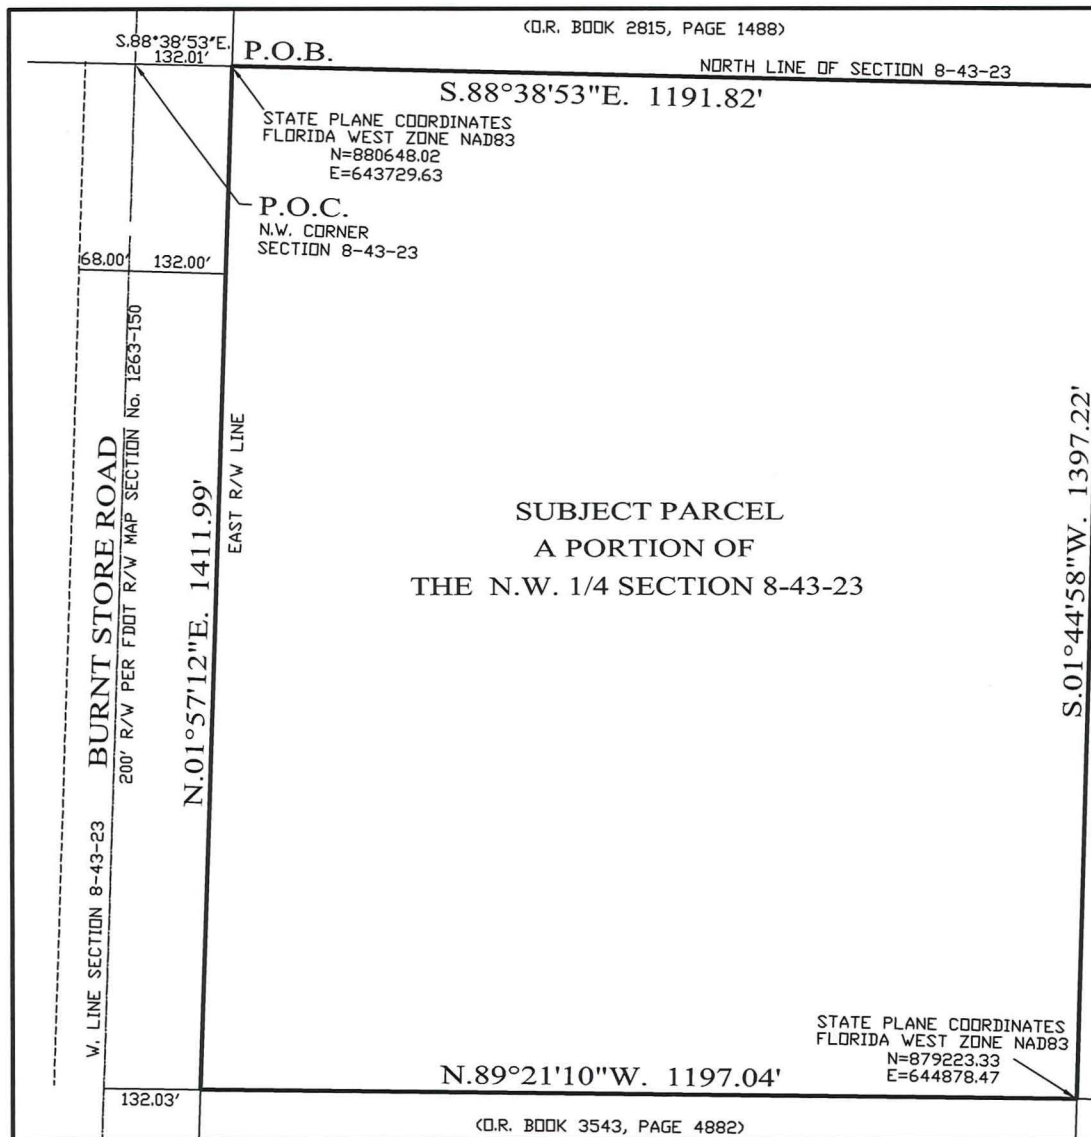 (O.R. BOOK 2815, PAGE 1488)
S.88°38'53"E.
132.01'
P.O.B.
NORTH LINE OF SECTION 8-43-23
S.88°38'53"E. 1191.82'
STATE PLANE COORDINATES
FLORIDA WEST ZONE NAD83
N=880648.02
E=643729.63
P.O.C.
N.W. CORNER
SECTION 8-43-23
68.00'
132.00'
W. LINE SECTION 8-43-23
BURNT STORE ROAD
200' R/W PER FDOT R/W MAP SECTION No. 1263-150
N.01°57'12"E. 1411.99'
EAST R/W LINE
SUBJECT PARCEL
A PORTION OF
THE N.W. 1/4 SECTION 8-43-23
S.01°44'58"W. 1397.22'
STATE PLANE COORDINATES
FLORIDA WEST ZONE NAD83
N=879223.33
E=644878.47
N.89°21'10"W. 1197.04'
132.03'
(O.R. BOOK 3543, PAGE 4882)